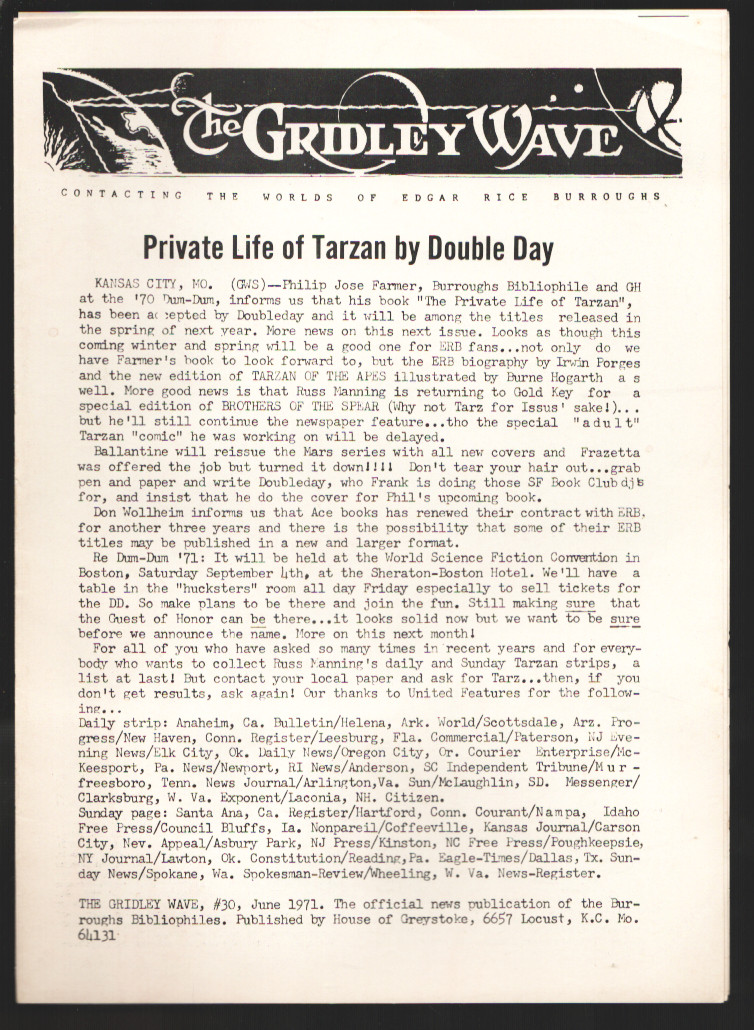 The GRIDLEY WAVE
CONTACTING THE WORLDS OF EDGAR RICE BURROUGHS
Private Life of Tarzan by Double Day
KANSAS CITY, MO. (GWS)--Philip Jose Farmer, Burroughs Bibliophile and GH
at the '70 Dum-Dum, informs us that his book "The Private Life of Tarzan",
has been accepted by Doubleday and it will be among the titles released in
the spring of next year. More news on this next issue. Looks as though this
coming winter and spring will be a good one for ERB fans...not only do we
have Farmer's book to look forward to, but the ERB biography by Irwin Porges
and the new edition of TARZAN OF THE APES illustrated by Burne Hogarth a s
well. More good news is that Russ Manning is returning to Gold Key for a
special edition of BROTHERS OF THE SPEAR (Why not Tarz for Issus' sake!)...
but he'll still continue the newspaper feature...tho the special "adult"
Tarzan "comic" he was working on will be delayed.
Ballantine will reissue the Mars series with all new covers and Frazetta
was offered the job but turned it down!!!! Don't tear your hair out...grab
pen and paper and write Doubleday, who Frank is doing those SF Book Club dj's
for, and insist that he do the cover for Phil's upcoming book.
Don Wollheim informs us that Ace books has renewed their contract with ERB,
for another three years and there is the possibility that some of their ERB
titles may be published in a new and larger format.
Re Dum-Dum '71: It will be held at the World Science Fiction Convention in
Boston, Saturday September 4th, at the Sheraton-Boston Hotel. We'll have a
table in the "hucksters" room all day Friday especially to sell tickets for
the DD. So make plans to be there and join the fun. Still making sure that
the Guest of Honor can be there...it looks solid now but we want to be sure
before we announce the name. More on this next month!
For all of you who have asked so many times in recent years and for every-
body who wants to collect Russ Manning's daily and Sunday Tarzan strips, a
list at last! But contact your local paper and ask for Tarz...then, if you
don't get results, ask again! Our thanks to United Features for the follow-
ing...
Daily strip: Anaheim, Ca. Bulletin/Helena, Ark. World/Scottsdale, Arz. Pro-
gress/New Haven, Conn. Register/Leesburg, Fla. Commercial/Paterson, NJ Eve-
ning News/Elk City, Ok. Daily News/Oregon City, Or. Courier Enterprise/Mc-
Keesport, Pa. News/Newport, RI News/Anderson, SC Independent Tribune/Mur-
freesboro, Tenn. News Journal/Arlington,Va. Sun/McLaughlin, SD. Messenger/
Clarksburg, W. Va. Exponent/Laconia, NH. Citizen.
Sunday page: Santa Ana, Ca. Register/Hartford, Conn. Courant/Nampa, Idaho
Free Press/Council Bluffs, Ia. Nonpareil/Coffeeville, Kansas Journal/Carson
City, Nev. Appeal/Asbury Park, NJ Press/Kinston, NC Free Press/Poughkeepsie,
NY Journal/Lawton, Ok. Constitution/Reading,Pa. Eagle-Times/Dallas, Tx. Sun-
day News/Spokane, Wa. Spokesman-Review/Wheeling, W. Va. News-Register.
THE GRIDLEY WAVE, #30, June 1971. The official news publication of the Bur-
roughs Bibliophiles. Published by House of Greystoke, 6657 Locust, K.C. Mo.
64131